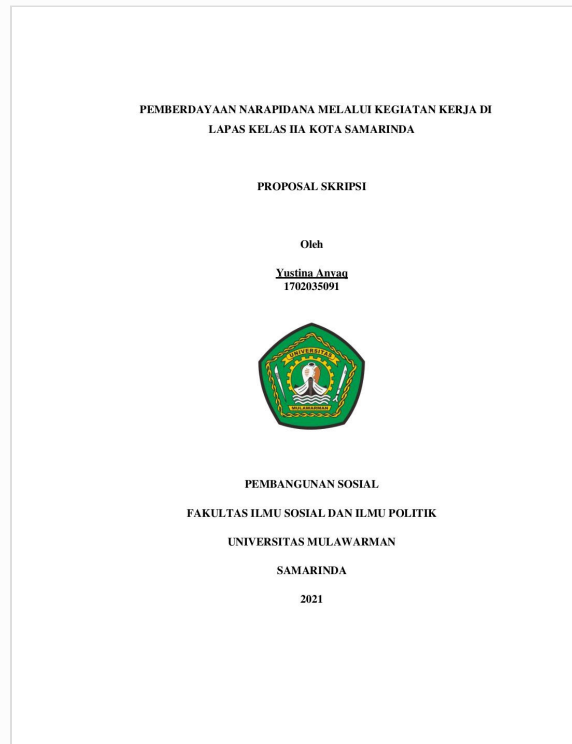 PEMBERDAYAAN NARAPIDANA MELALUI KEGIATAN KERJA DI
LAPAS KELAS IIA KOTA SAMARINDA
PROPOSAL SKRIPSI
Oleh
Yustina Anyaq
1702035091
UNIVERSITAS
MULAWARMAN
PEMBANGUNAN SOSIAL
FAKULTAS ILMU SOSIAL DAN ILMU POLITIK
UNIVERSITAS MULAWARMAN
SAMARINDA
2021